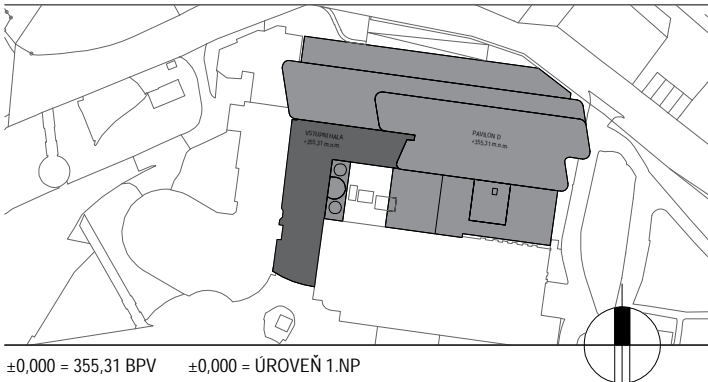 VSTUPNÍ HALA
+355,31 m.n.m.
PAVILON D
+355,31 m.n.m.
±0,000 = 355,31 BPV ±0,000 = ÚROVEŇ 1.NP